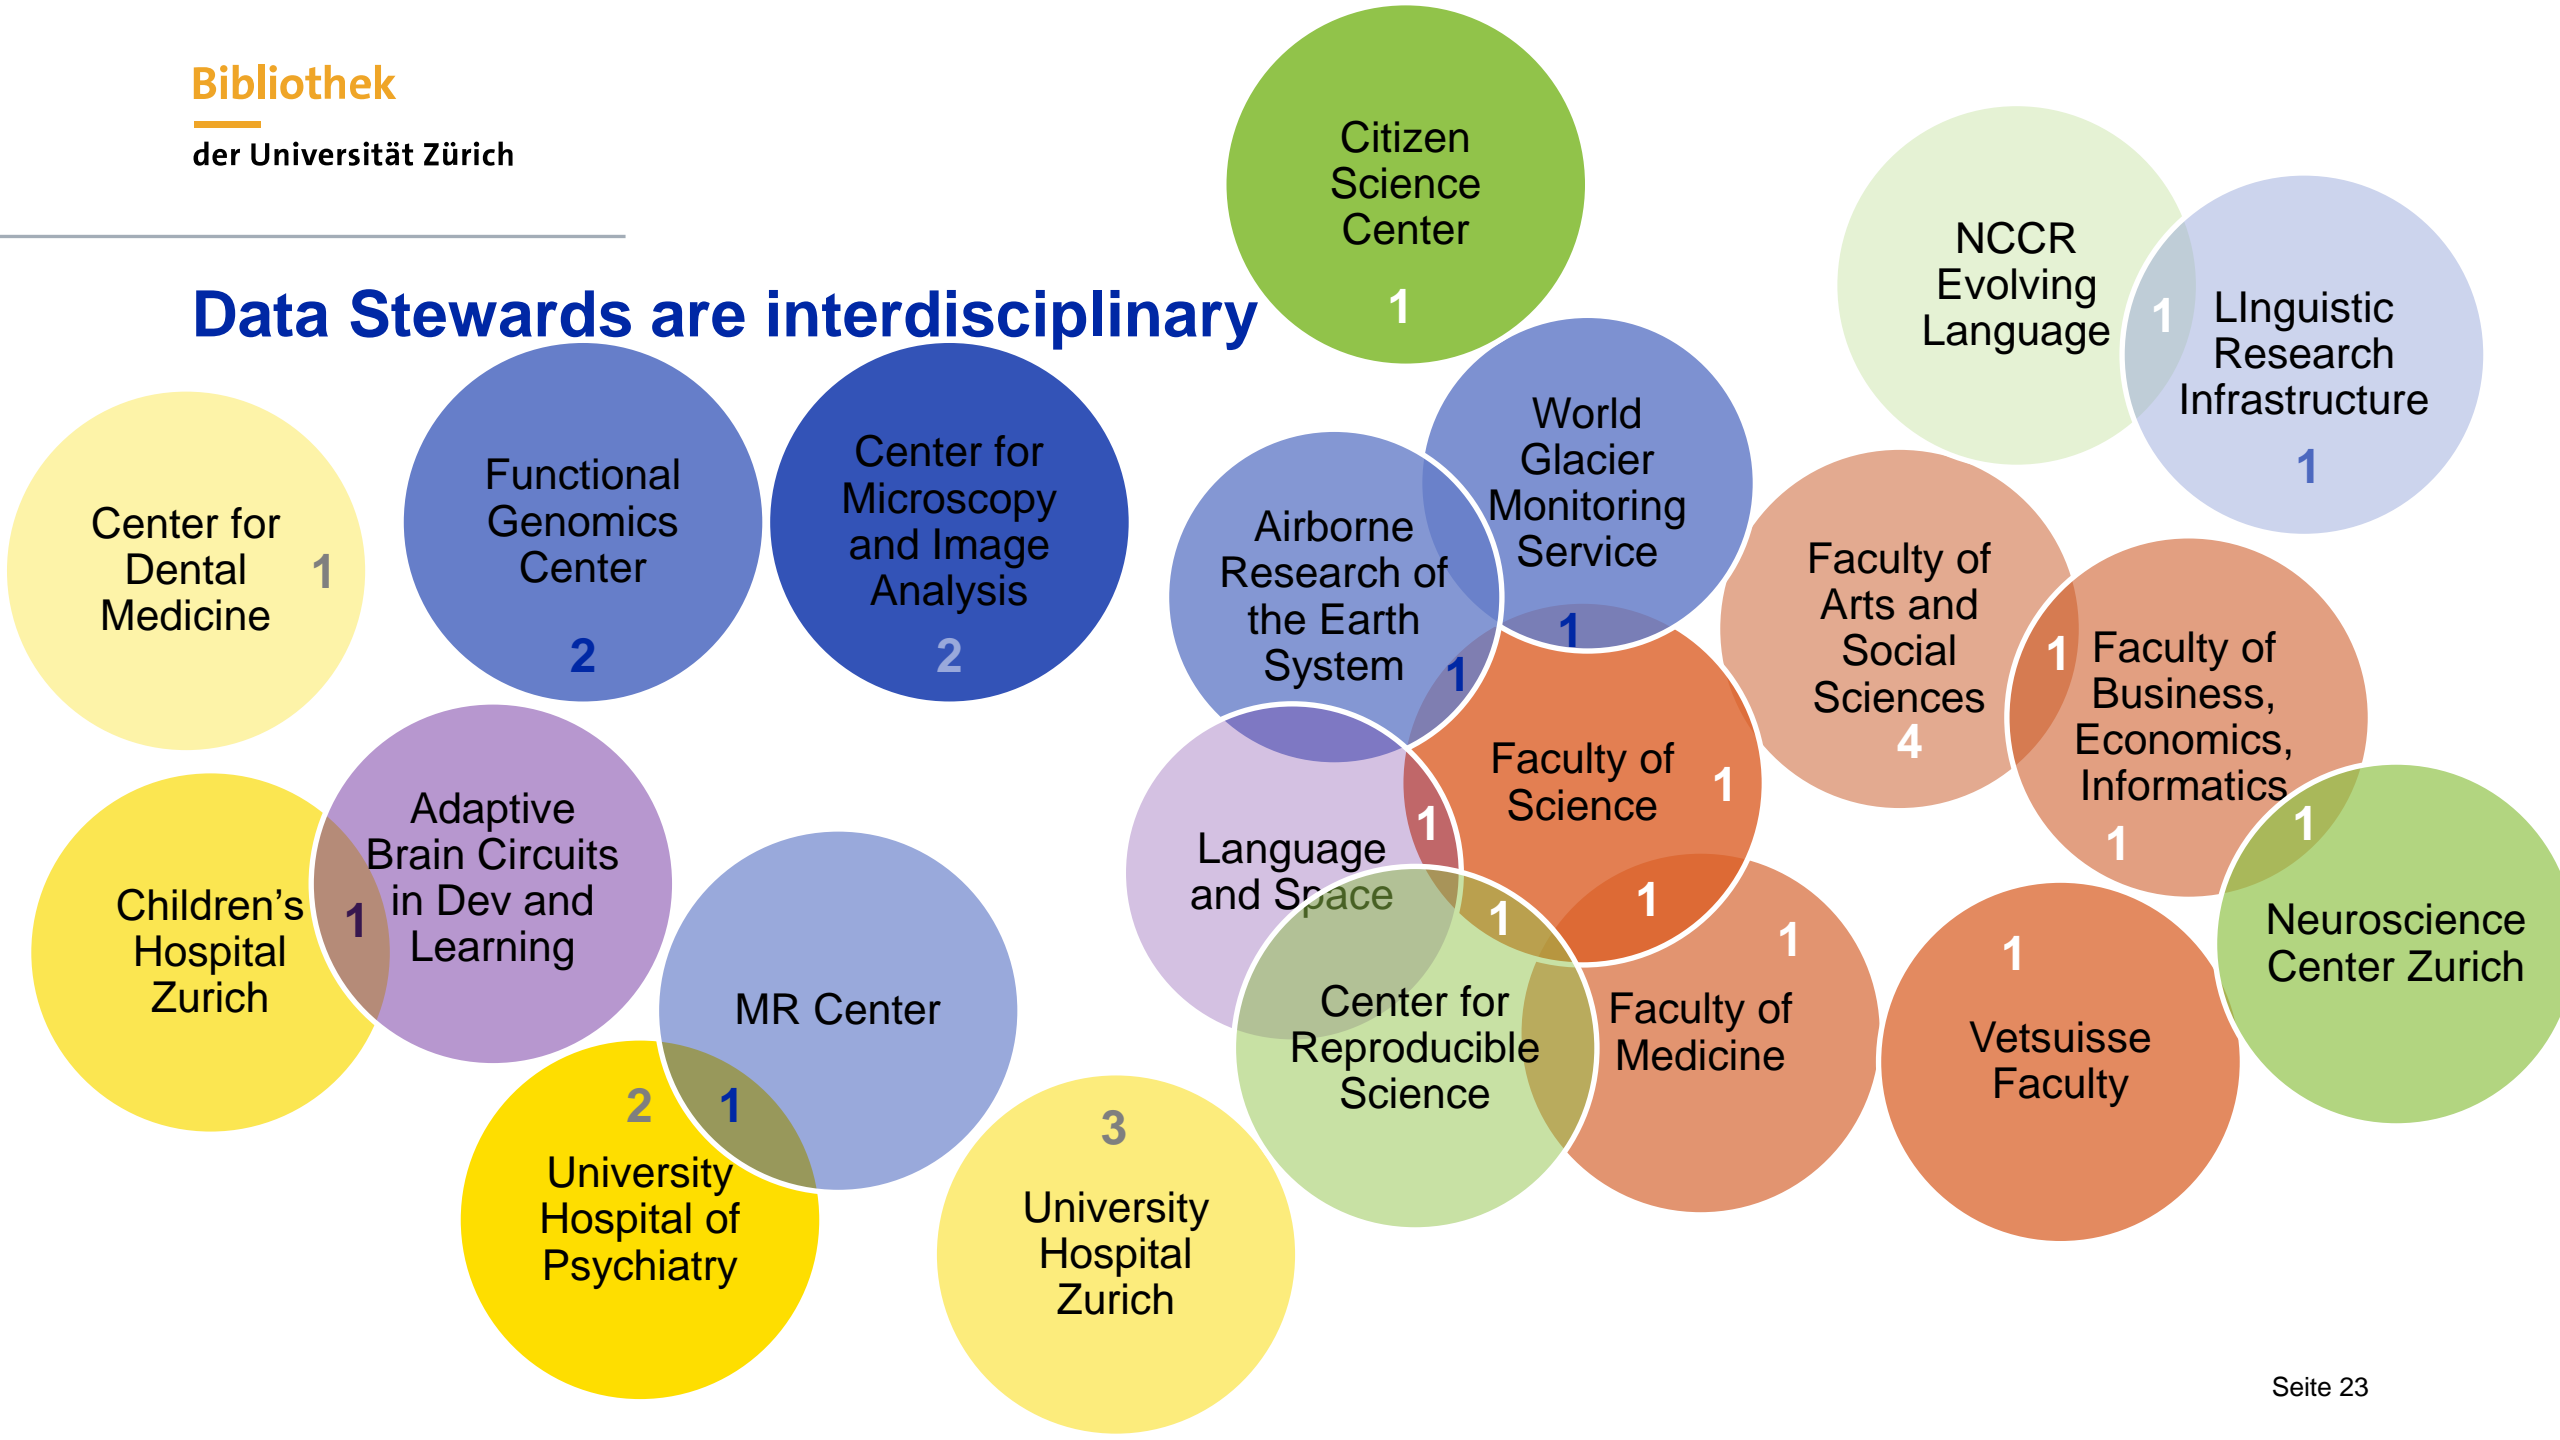 Bibliothek
der Universität Zürich
Data Stewards are interdisciplinary
Citizen
Science
Center
1
NCCR
Evolving
Language
1
LInguistic
Research
Infrastructure
1
Center for
Dental
Medicine
1
Functional
Genomics
Center
2
Center for
Microscopy
and Image
Analysis
2
World
Glacier
Monitoring
Service
1
Airborne
Research of
the Earth
System
1
Faculty of
Arts and
Social
Sciences
4
1
Faculty of
Business,
Economics,
Informatics
1
1
Faculty of
Science
1
1
Language
and Space
1
1
Children's
Hospital
Zurich
1
Adaptive
Brain Circuits
in Dev and
Learning
MR Center
2
1
University
Hospital of
Psychiatry
3
University
Hospital
Zurich
Center for
Reproducible
Science
1
Faculty of
Medicine
1
Vetsuisse
Faculty
Neuroscience
Center Zurich
Seite 23